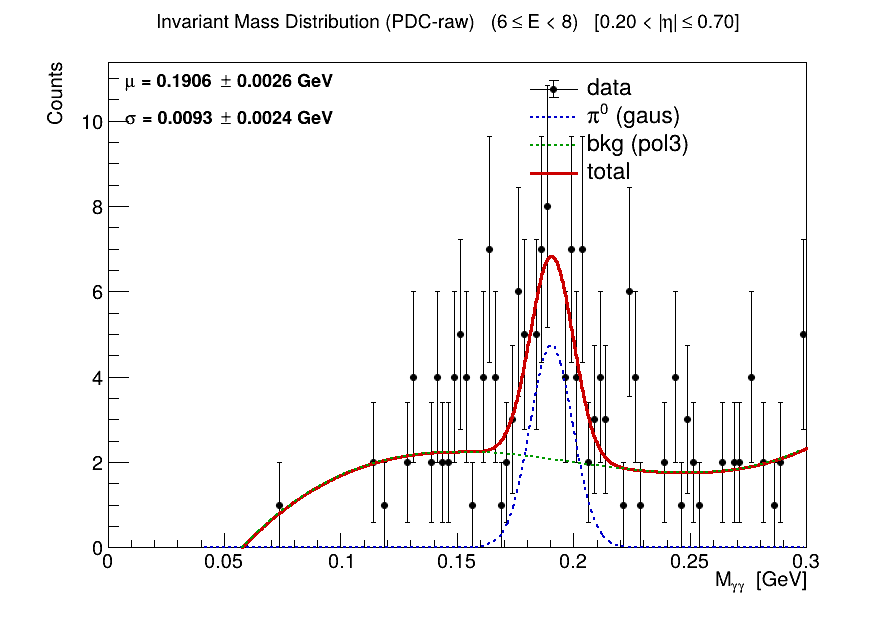 Invariant Mass Distribution (PDC-raw) (6 ≤ E < 8) [0.20 < |η| ≤ 0.70]
Counts
μ = 0.1906 ± 0.0026 GeV
σ = 0.0093 ± 0.0024 GeV
data
π⁰ (gaus)
bkg (pol3)
total
10
8
6
4
2
0
0 0.05 0.1 0.15 0.2 0.25 0.3
Mγγ [GeV]